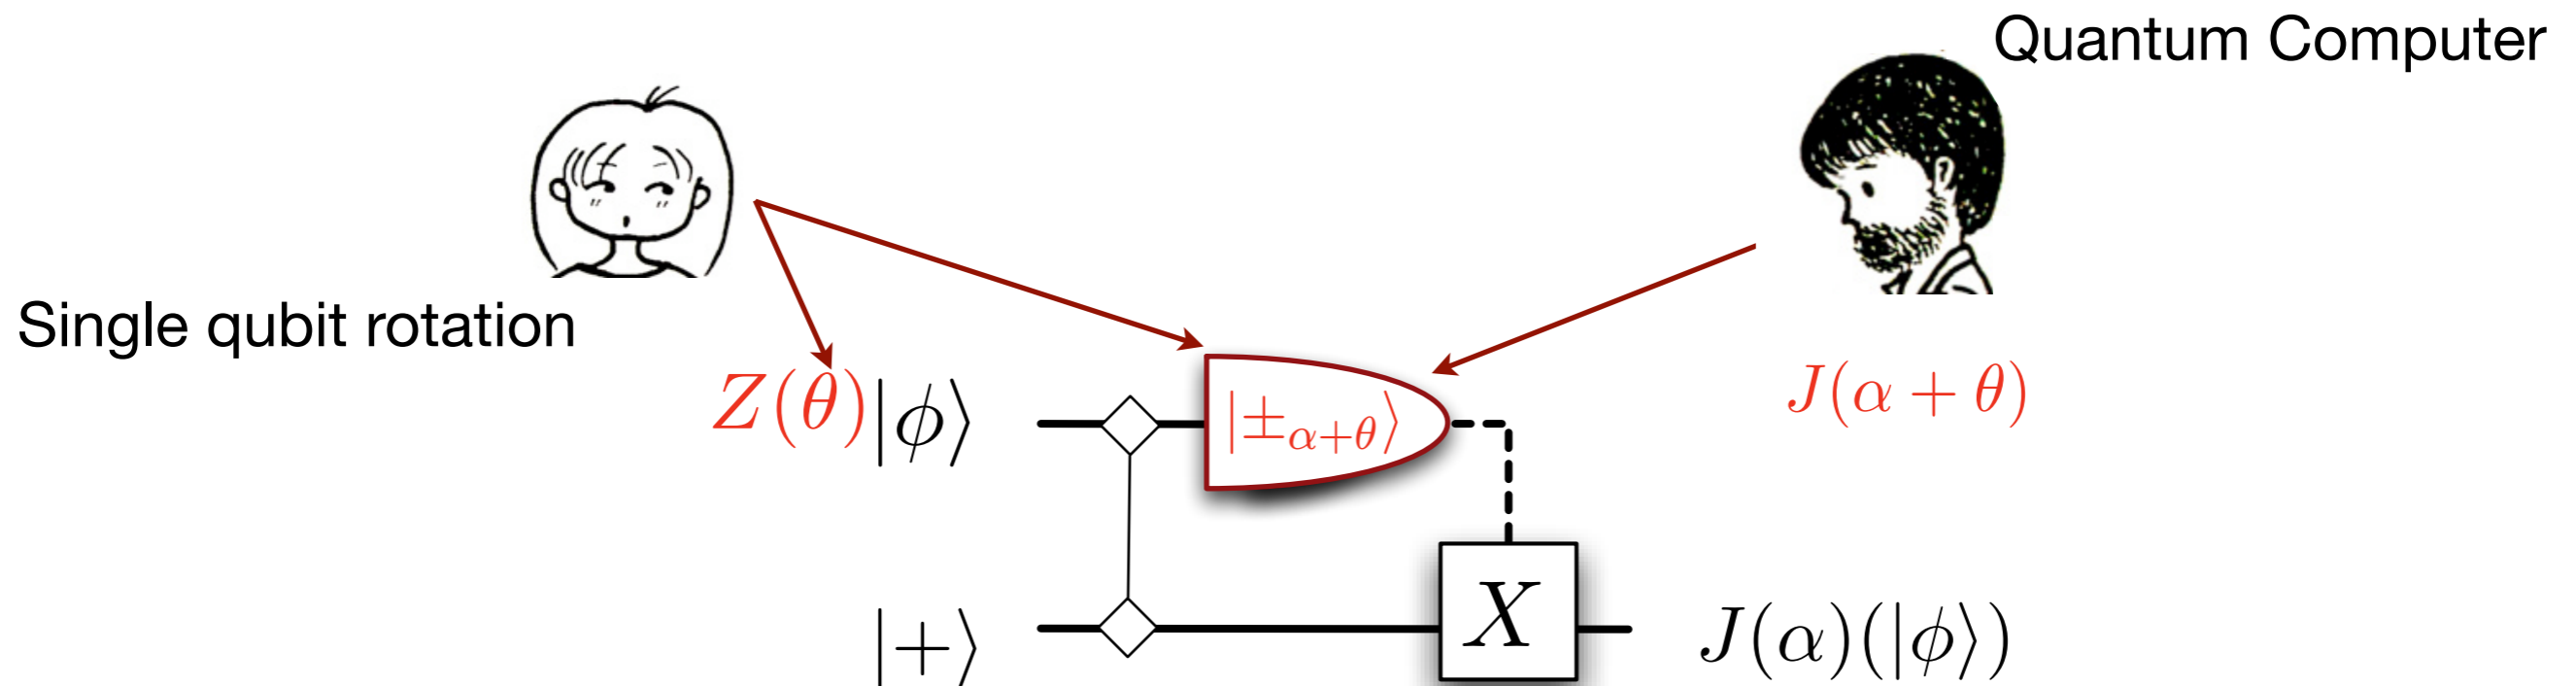 Quantum Computer
Single qubit rotation
Z(θ)|ϕ⟩
|±α+θ⟩
J(α + θ)
|+⟩
X
J(α)(|ϕ⟩)